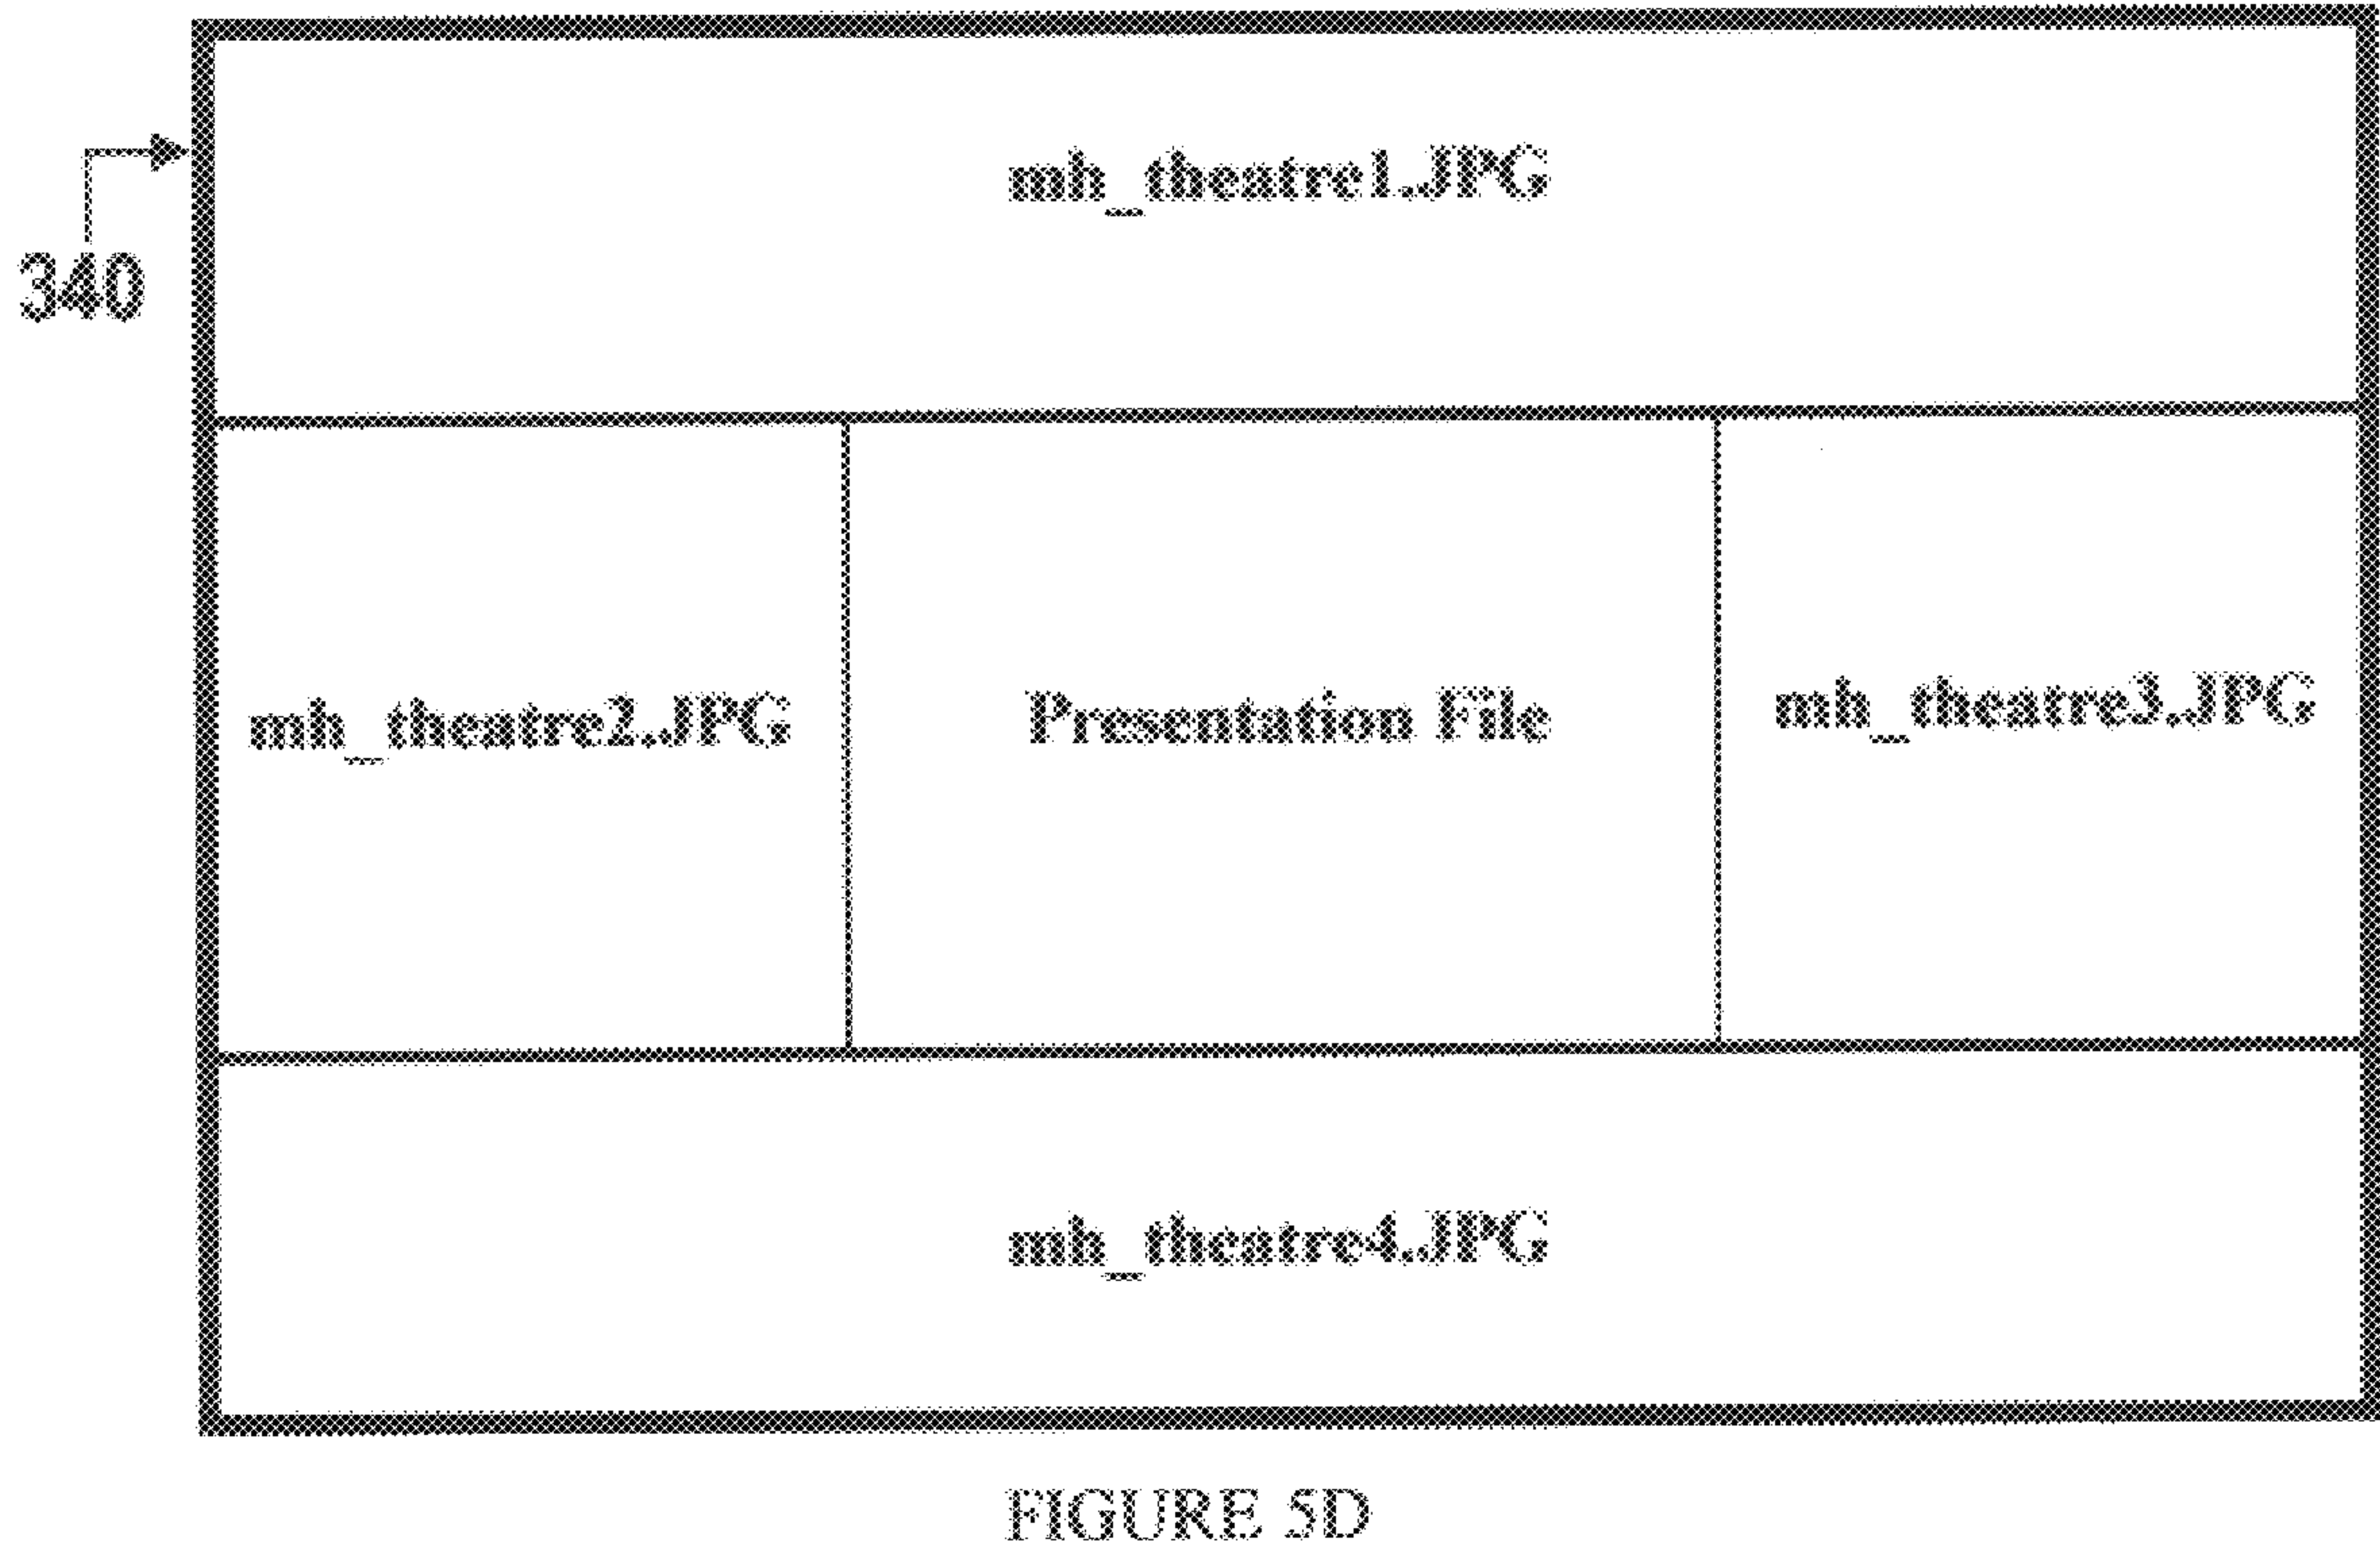 mh_theatre1.JPG
340
mh_theatre2.JPG Presentation File mh_theatre3.JPG
mh_theatre4.JPG
FIGURE 5D